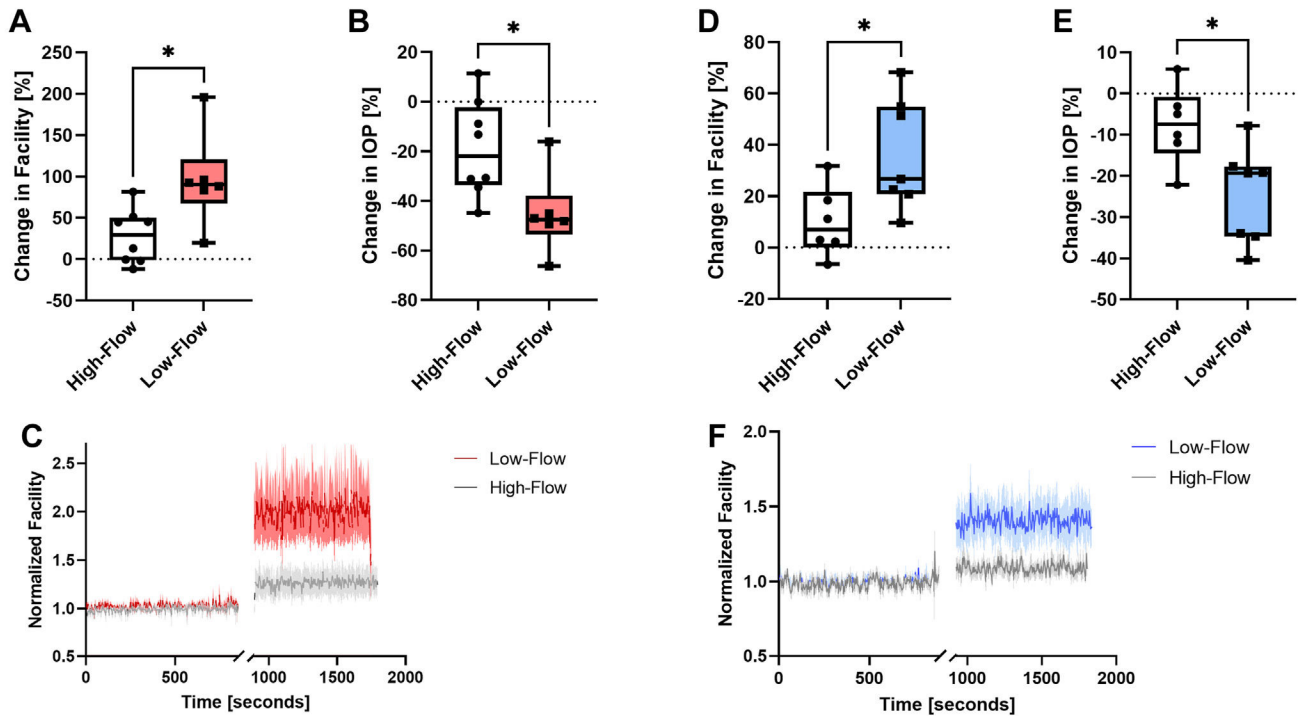 A
Change in Facility [%]
250
200
150
100
50
0
-50
*
High-Flow
Low-Flow
B
Change in IOP [%]
20
0
-20
-40
-60
-80
*
High-Flow
Low-Flow
D
Change in Facility [%]
80
60
40
20
0
-20
*
High-Flow
Low-Flow
E
Change in IOP [%]
10
0
-10
-20
-30
-40
-50
*
High-Flow
Low-Flow
C
Normalized Facility
2.5
2.0
1.5
1.0
0.5
0
500
1000
1500
2000
Time [seconds]
Low-Flow
High-Flow
F
Normalized Facility
2.0
1.5
1.0
0.5
0
500
1000
1500
2000
Time [seconds]
Low-Flow
High-Flow